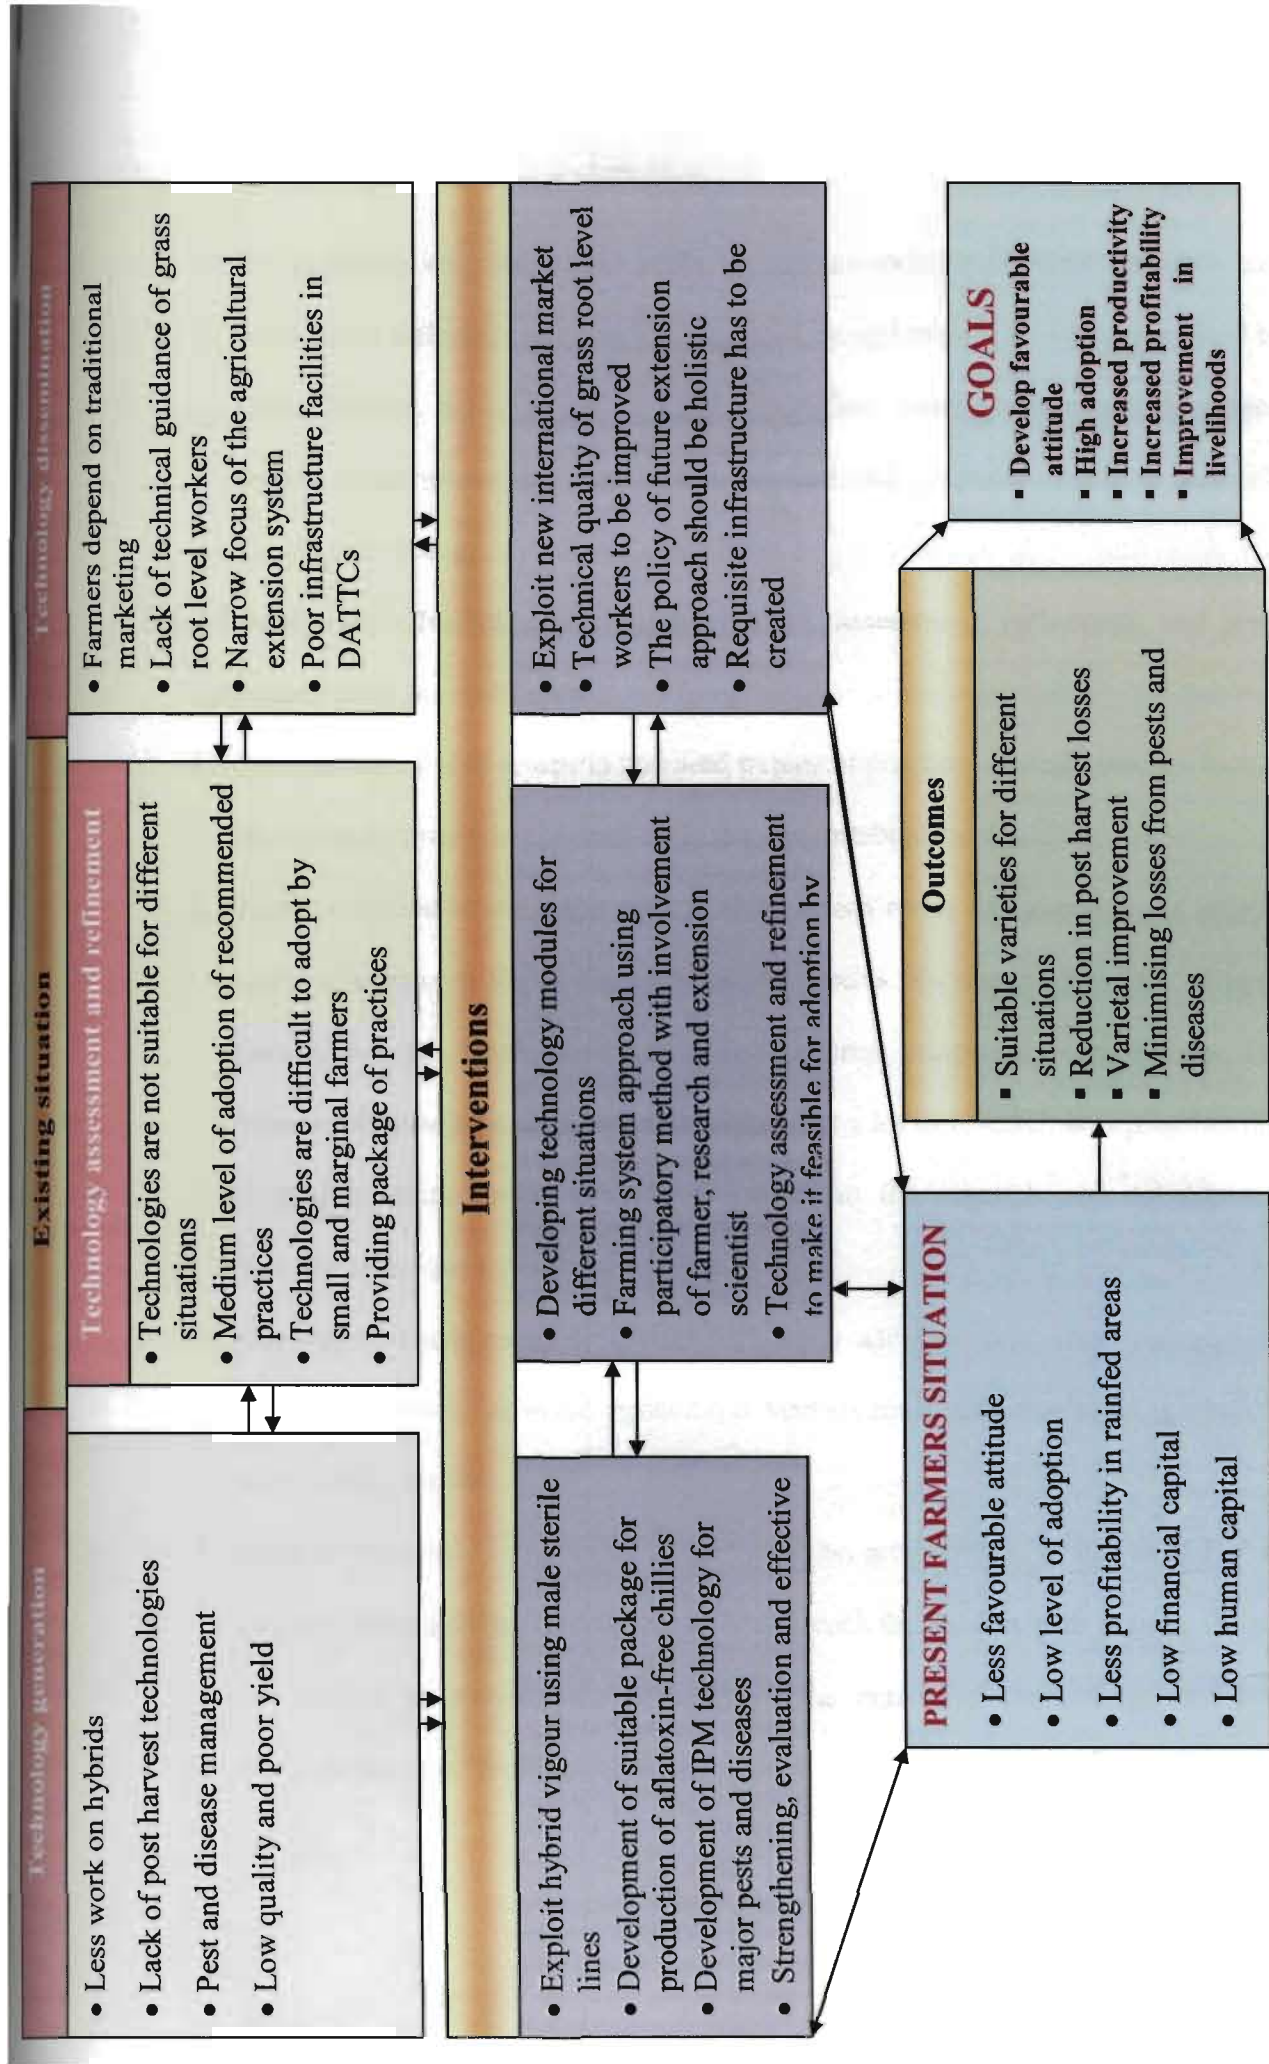 Existing situation
Technology generation
Technology assessment and refinement
Technology dissemination
• Less work on hybrids
• Lack of post harvest technologies
• Pest and disease management
• Low quality and poor yield
• Technologies are not suitable for different
situations
• Medium level of adoption of recommended
practices
• Technologies are difficult to adopt by
small and marginal farmers
• Providing package of practices
• Farmers depend on traditional
marketing
• Lack of technical guidance of grass
root level workers
• Narrow focus of the agricultural
extension system
• Poor infrastructure facilities in
DATTCs
Interventions
• Exploit hybrid vigour using male sterile
lines
• Development of suitable package for
production of aflatoxin-free chillies
• Development of IPM technology for
major pests and diseases
• Strengthening, evaluation and effective
• Developing technology modules for
different situations
• Farming system approach using
participatory method with involvement
of farmer, research and extension
scientist
• Technology assessment and refinement
to make it feasible for adoption by
• Exploit new international market
• Technical quality of grass root level
workers to be improved
• The policy of future extension
approach should be holistic
• Requisite infrastructure has to be
created
PRESENT FARMERS SITUATION
• Less favourable attitude
• Low level of adoption
• Less profitability in rainfed areas
• Low financial capital
• Low human capital
Outcomes
▪ Suitable varieties for different
situations
▪ Reduction in post harvest losses
▪ Varietal improvement
▪ Minimising losses from pests and
diseases
GOALS
▪ Develop favourable
attitude
▪ High adoption
▪ Increased productivity
▪ Increased profitability
▪ Improvement in
livelihoods